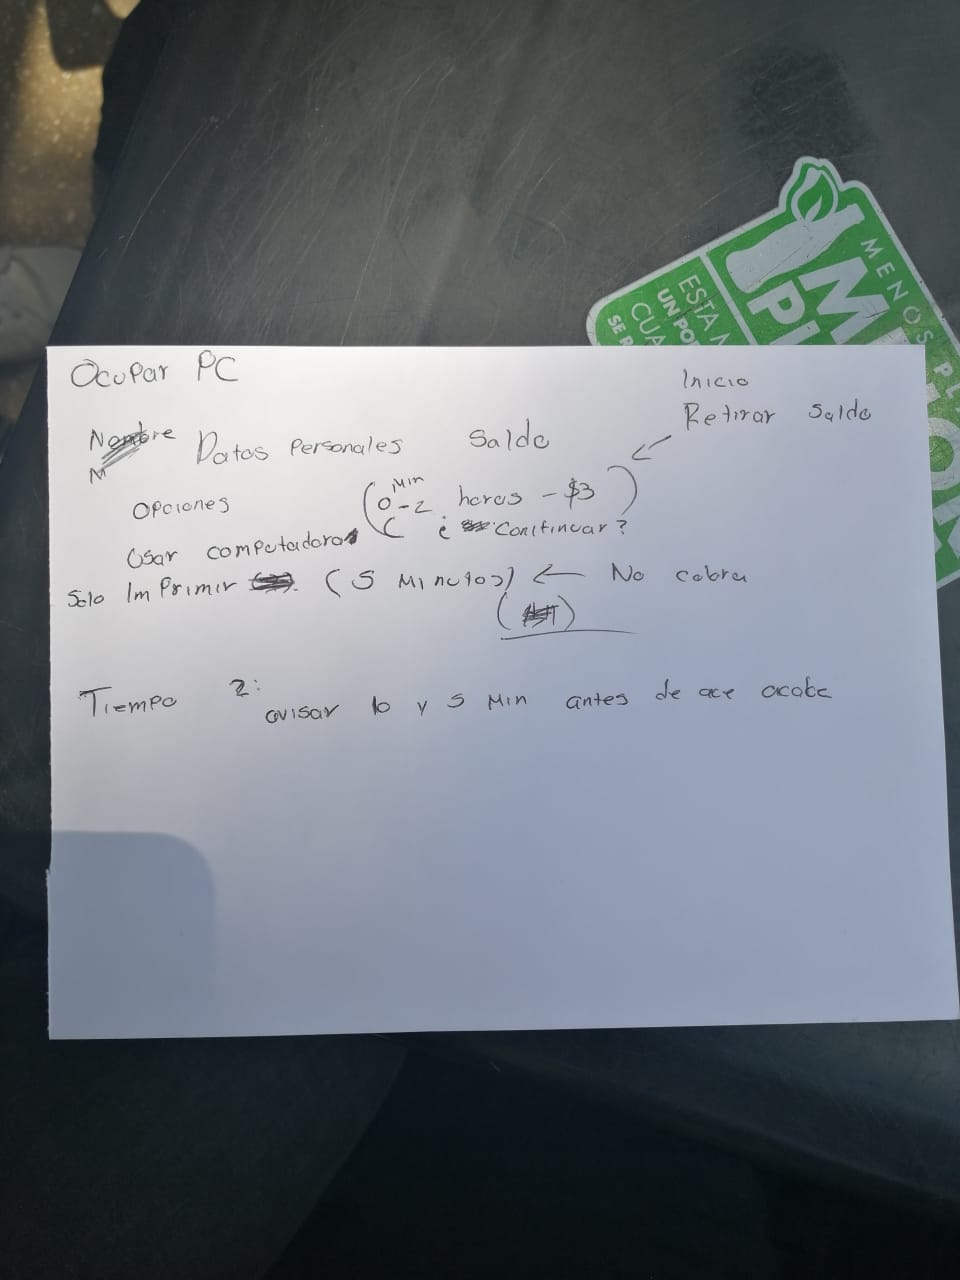 Ocupar PC
Inicio
Retirar Saldo
Nombre Datos Personales Saldo
M
Opciones (0 Min - 2 horas - $3)
Usar computadora ( ¿ Continuar?
Solo ImPrimir (5 Minutos) ← No cobra
Tiempo 2:
avisar 10 y 5 Min antes de ace acabe
MENOS PL
ESTA
UN PO
CUA
SE R